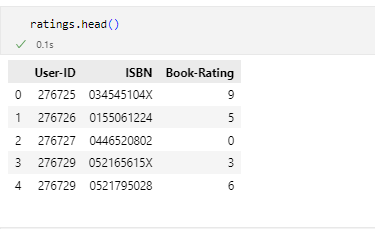 ratings.head()
0.1s
User-ID ISBN Book-Rating
0 276725 034545104X 9
1 276726 0155061224 5
2 276727 0446520802 0
3 276729 052165615X 3
4 276729 0521795028 6